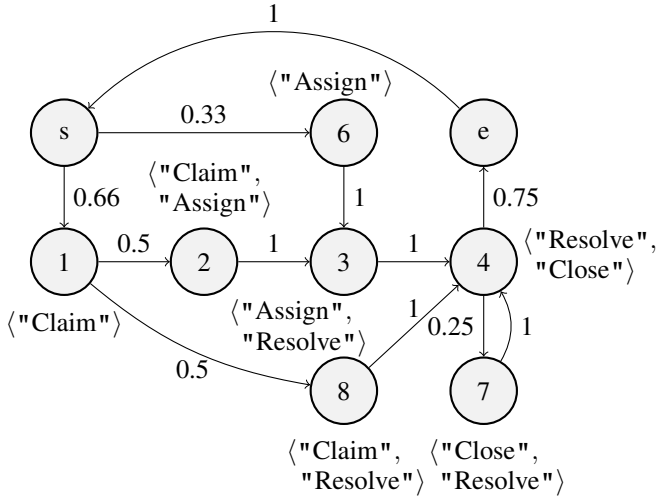 1
⟨"Assign"⟩
s
0.33
6
e
⟨"Claim",
"Assign"⟩
0.66
1
0.75
1
0.5
2
1
3
1
4
⟨"Resolve",
"Close"⟩
⟨"Claim"⟩
⟨"Assign",
"Resolve"⟩
1
0.25
1
0.5
8
7
⟨"Claim",
"Resolve"⟩
⟨"Close",
"Resolve"⟩